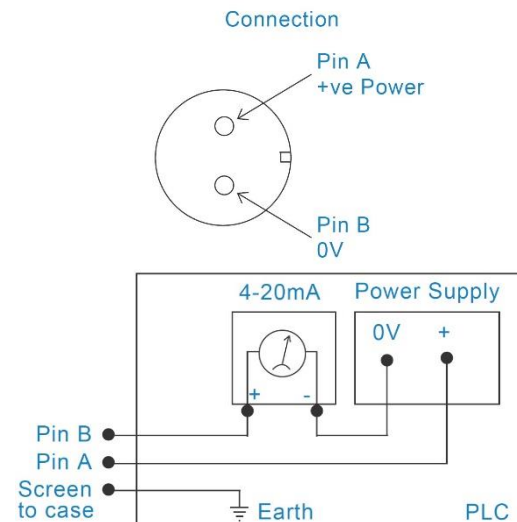 Connection
Pin A
+ve Power
Pin B
0V
4-20mA
Power Supply
0V +
+ -
Pin B
Pin A
Screen
to case
Earth
PLC